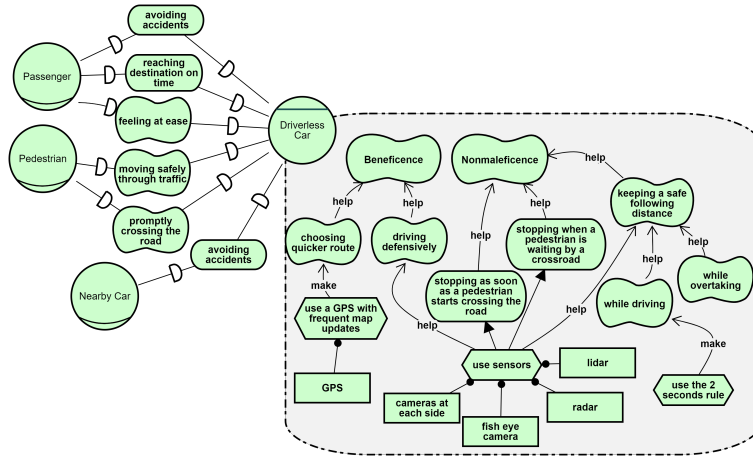 avoiding
accidents
Passenger
reaching
destination on
time
feeling at ease
Driverless
Car
Pedestrian
moving safely
through traffic
promptly
crossing the
road
avoiding
accidents
Nearby Car
Beneficence
Nonmaleficence
help
keeping a safe
following
distance
help
help
help
choosing
quicker route
driving
defensively
stopping when a
pedestrian is
waiting by a
crossroad
help
help
help
while
overtaking
make
stopping as soon
as a pedestrian
starts crossing the
road
while driving
use a GPS with
frequent map
updates
help
help
make
use sensors
lidar
GPS
cameras at
each side
fish eye
camera
radar
use the 2
seconds rule